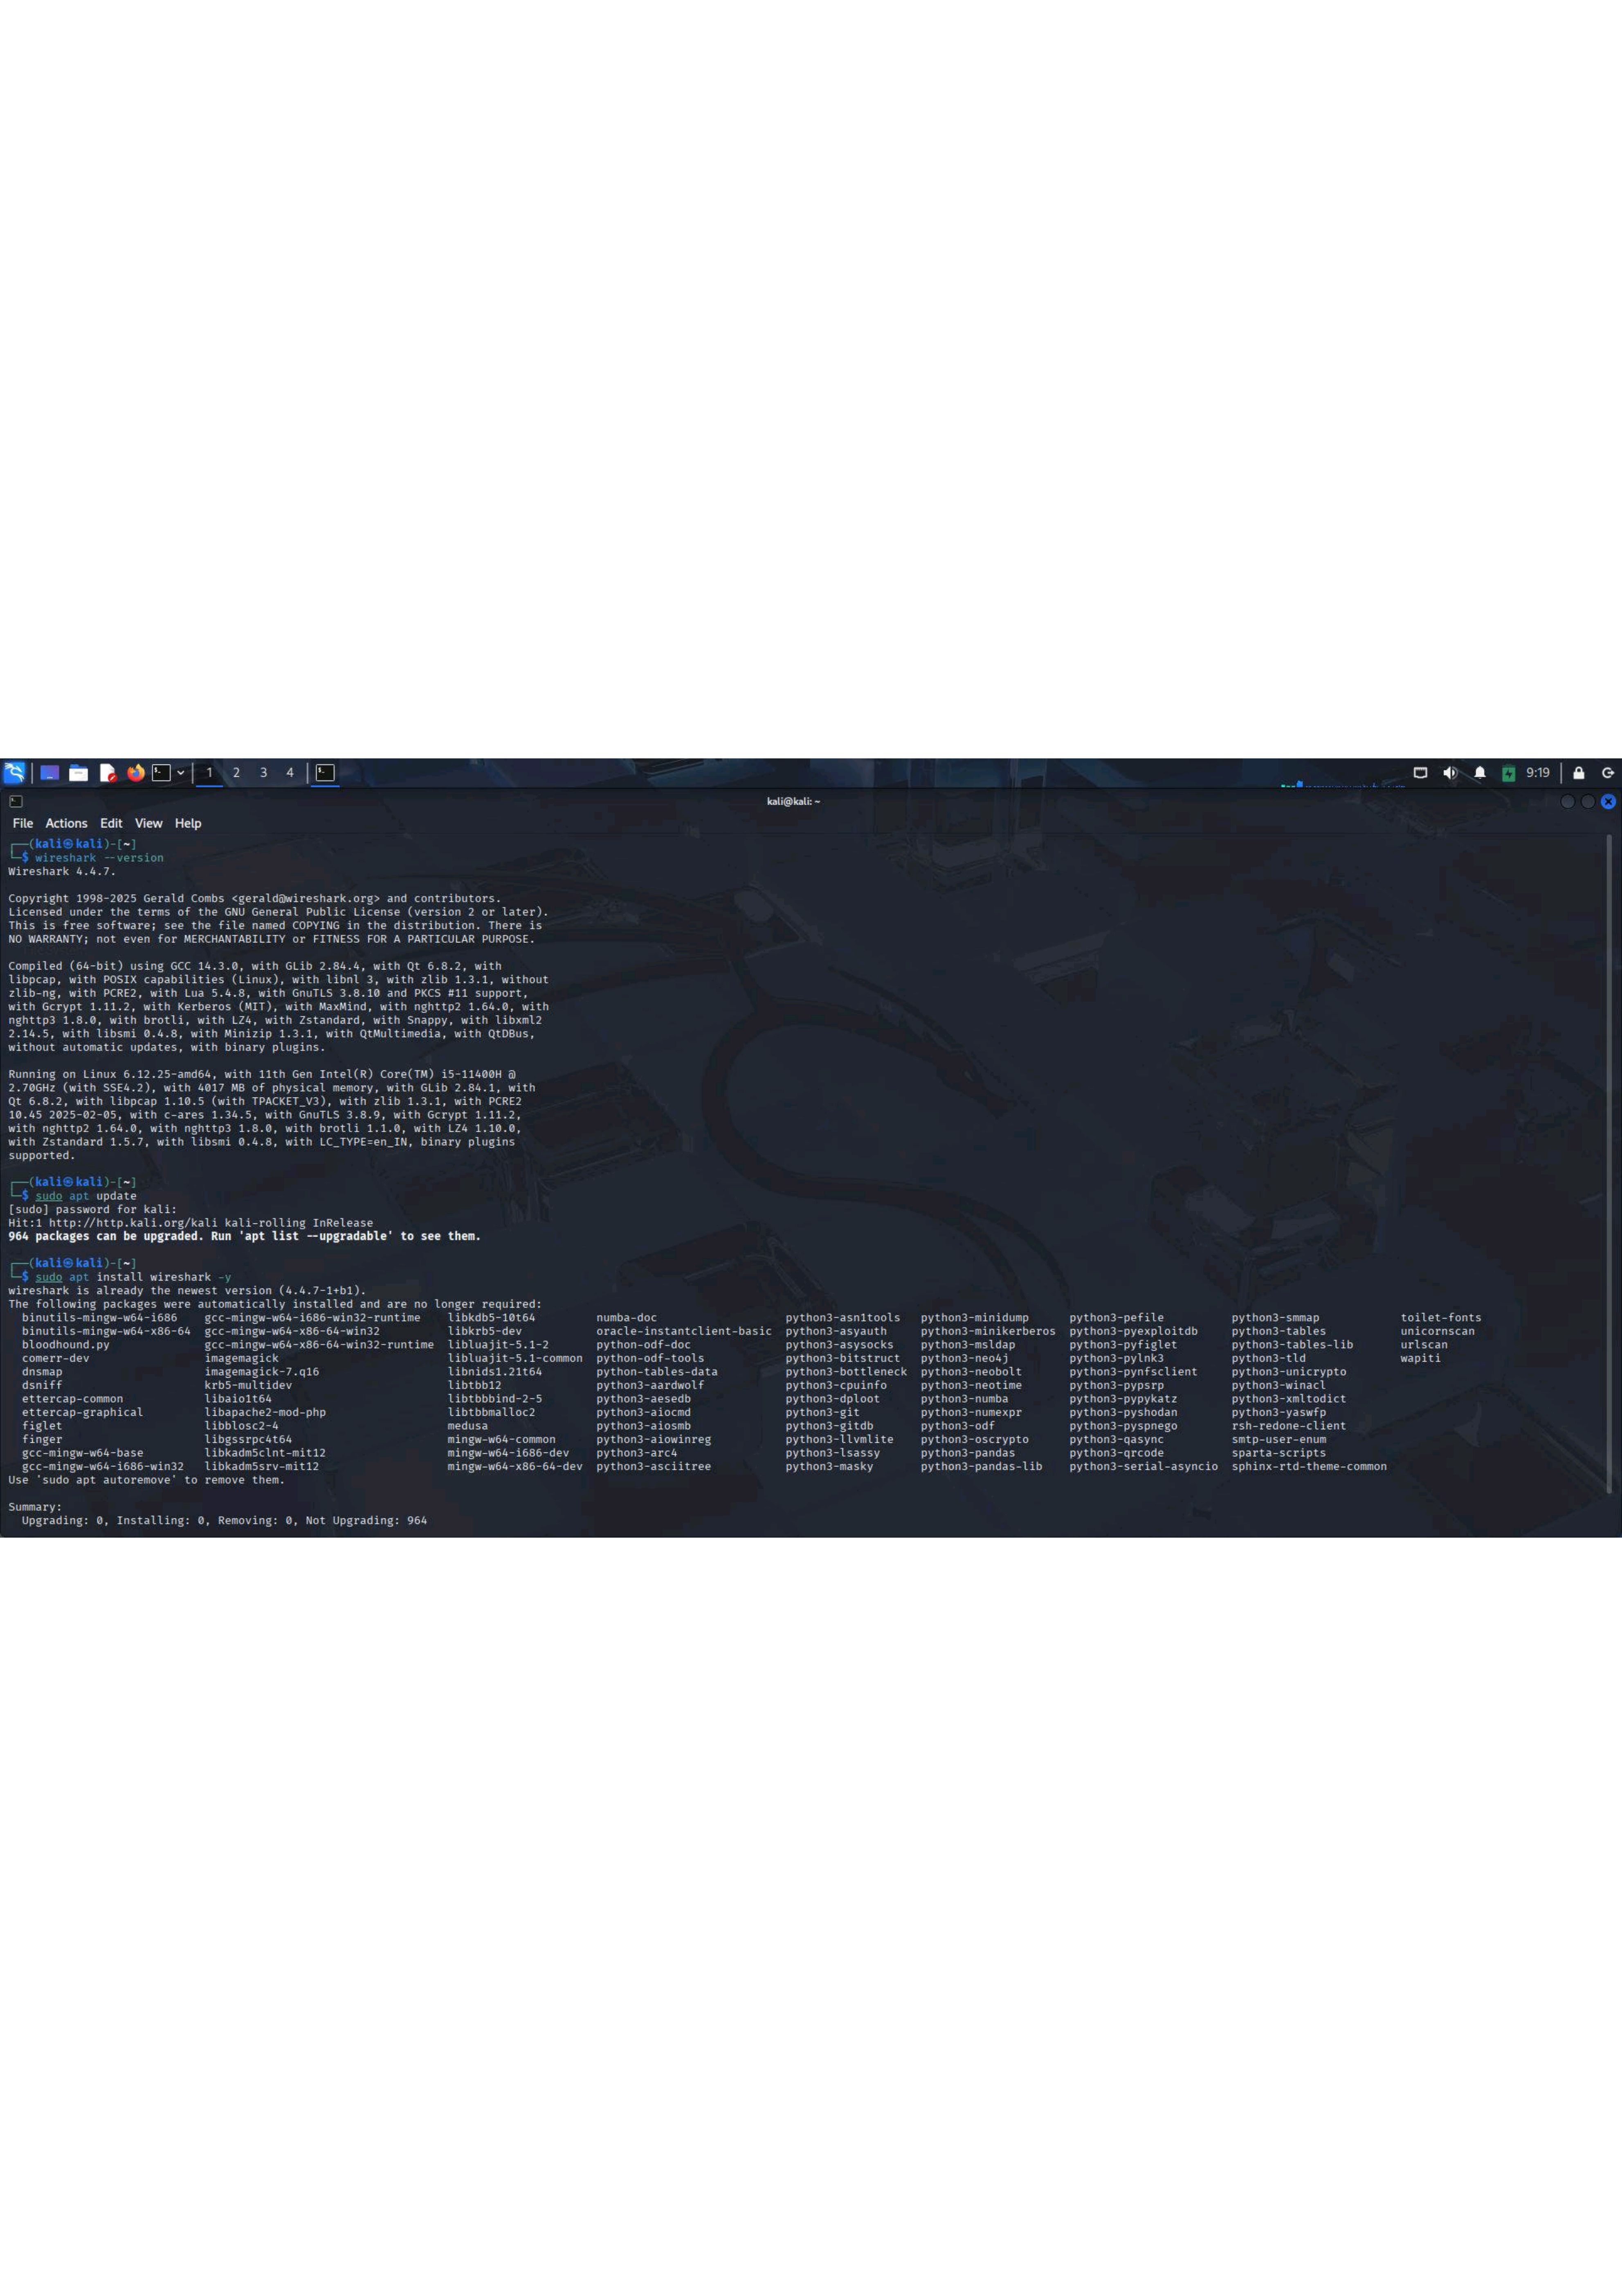 1 2 3 4 9:19
kali@kali: ~
File Actions Edit View Help
┌──(kali㉿kali)-[~]
└─$ wireshark --version
Wireshark 4.4.7.
Copyright 1998-2025 Gerald Combs <gerald@wireshark.org> and contributors.
Licensed under the terms of the GNU General Public License (version 2 or later).
This is free software; see the file named COPYING in the distribution. There is
NO WARRANTY; not even for MERCHANTABILITY or FITNESS FOR A PARTICULAR PURPOSE.
Compiled (64-bit) using GCC 14.3.0, with GLib 2.84.4, with Qt 6.8.2, with
libpcap, with POSIX capabilities (Linux), with libnl 3, with zlib 1.3.1, without
zlib-ng, with PCRE2, with Lua 5.4.8, with GnuTLS 3.8.10 and PKCS #11 support,
with Gcrypt 1.11.2, with Kerberos (MIT), with MaxMind, with nghttp2 1.64.0, with
nghttp3 1.8.0, with brotli, with LZ4, with Zstandard, with Snappy, with libxml2
2.14.5, with libsmi 0.4.8, with Minizip 1.3.1, with QtMultimedia, with QtDBus,
without automatic updates, with binary plugins.
Running on Linux 6.12.25-amd64, with 11th Gen Intel(R) Core(TM) i5-11400H @
2.70GHz (with SSE4.2), with 4017 MB of physical memory, with GLib 2.84.1, with
Qt 6.8.2, with libpcap 1.10.5 (with TPACKET_V3), with zlib 1.3.1, with PCRE2
10.45 2025-02-05, with c-ares 1.34.5, with GnuTLS 3.8.9, with Gcrypt 1.11.2,
with nghttp2 1.64.0, with nghttp3 1.8.0, with brotli 1.1.0, with LZ4 1.10.0,
with Zstandard 1.5.7, with libsmi 0.4.8, with LC_TYPE=en_IN, binary plugins
supported.
┌──(kali㉿kali)-[~]
└─$ sudo apt update
[sudo] password for kali:
Hit:1 http://http.kali.org/kali kali-rolling InRelease
964 packages can be upgraded. Run 'apt list --upgradable' to see them.
┌──(kali㉿kali)-[~]
└─$ sudo apt install wireshark -y
wireshark is already the newest version (4.4.7-1+b1).
The following packages were automatically installed and are no longer required:
binutils-mingw-w64-i686 gcc-mingw-w64-i686-win32-runtime libkdb5-10t64 numba-doc python3-asn1tools python3-minidump python3-pefile python3-smmap toilet-fonts
binutils-mingw-w64-x86-64 gcc-mingw-w64-x86-64-win32 libkrb5-dev oracle-instantclient-basic python3-asyauth python3-minikerberos python3-pyexploitdb python3-tables unicornscan
bloodhound.py gcc-mingw-w64-x86-64-win32-runtime libluajit-5.1-2 python-odf-doc python3-asysocks python3-msldap python3-pyfiglet python3-tables-lib urlscan
comerr-dev imagemagick libluajit-5.1-common python-odf-tools python3-bitstruct python3-neo4j python3-pylnk3 python3-tld wapiti
dnsmap imagemagick-7.q16 libnids1.21t64 python-tables-data python3-bottleneck python3-neobolt python3-pynfsclient python3-unicrypto
dsniff krb5-multidev libtbb12 python3-aardwolf python3-cpuinfo python3-neotime python3-pypsrp python3-winacl
ettercap-common libaio1t64 libtbbbind-2-5 python3-aesedb python3-dploot python3-numba python3-pypykatz python3-xmltodict
ettercap-graphical libapache2-mod-php libtbbmalloc2 python3-aiocmd python3-git python3-numexpr python3-pyshodan python3-yaswfp
figlet libblosc2-4 medusa python3-aiosmb python3-gitdb python3-odf python3-pyspnego rsh-redone-client
finger libgssrpc4t64 mingw-w64-common python3-aiowinreg python3-llvmlite python3-oscrypto python3-qasync smtp-user-enum
gcc-mingw-w64-base libkadm5clnt-mit12 mingw-w64-i686-dev python3-arc4 python3-lsassy python3-pandas python3-qrcode sparta-scripts
gcc-mingw-w64-i686-win32 libkadm5srv-mit12 mingw-w64-x86-64-dev python3-asciitree python3-masky python3-pandas-lib python3-serial-asyncio sphinx-rtd-theme-common
Use 'sudo apt autoremove' to remove them.
Summary:
Upgrading: 0, Installing: 0, Removing: 0, Not Upgrading: 964